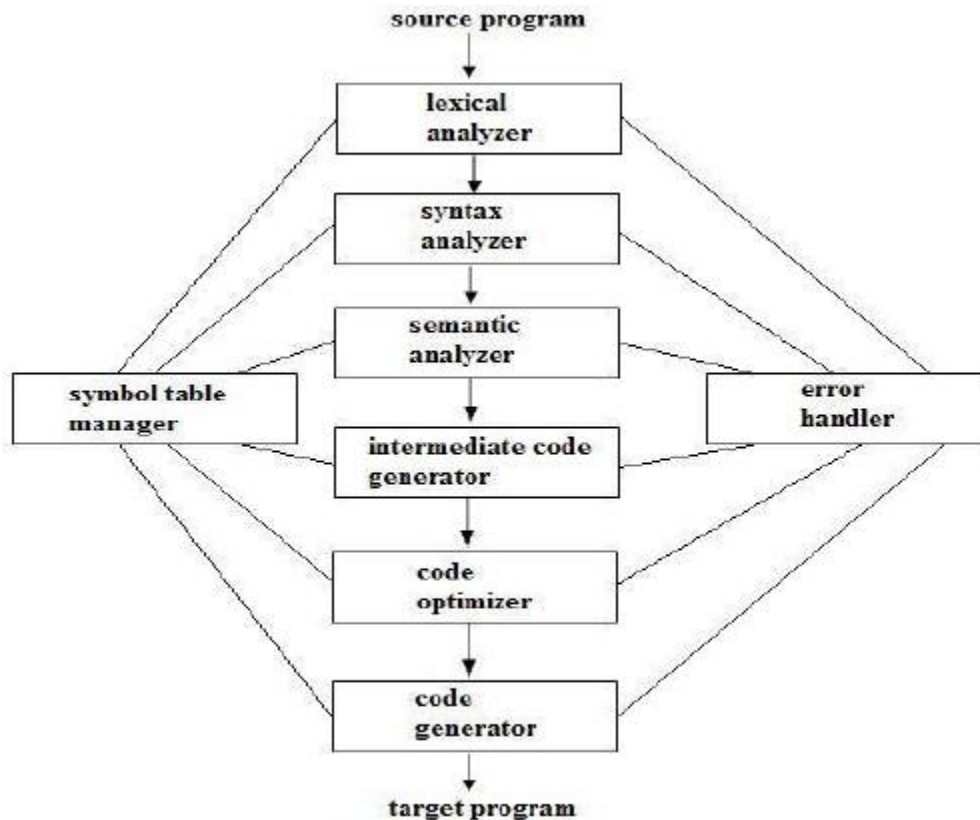 source program
lexical
analyzer
syntax
analyzer
semantic
analyzer
symbol table
manager
error
handler
intermediate code
generator
code
optimizer
code
generator
target program